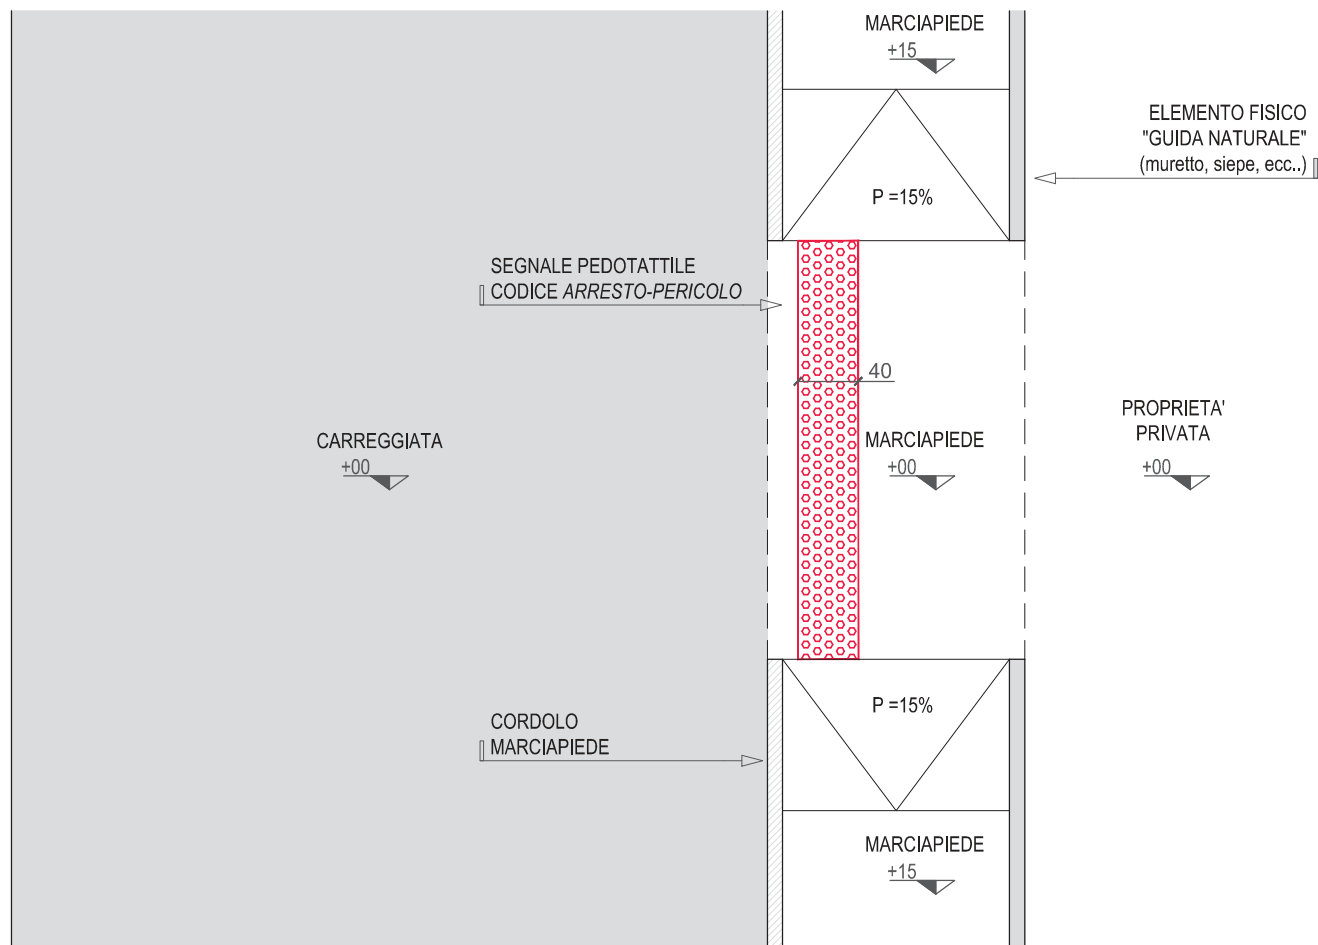 MARCIAPIEDE
+15
ELEMENTO FISICO
"GUIDA NATURALE"
(muretto, siepe, ecc..)
P =15%
SEGNALE PEDOTATTILE
CODICE ARRESTO-PERICOLO
40
CARREGGIATA
+00
MARCIAPIEDE
+00
PROPRIETA'
PRIVATA
+00
P =15%
CORDOLO
MARCIAPIEDE
MARCIAPIEDE
+15